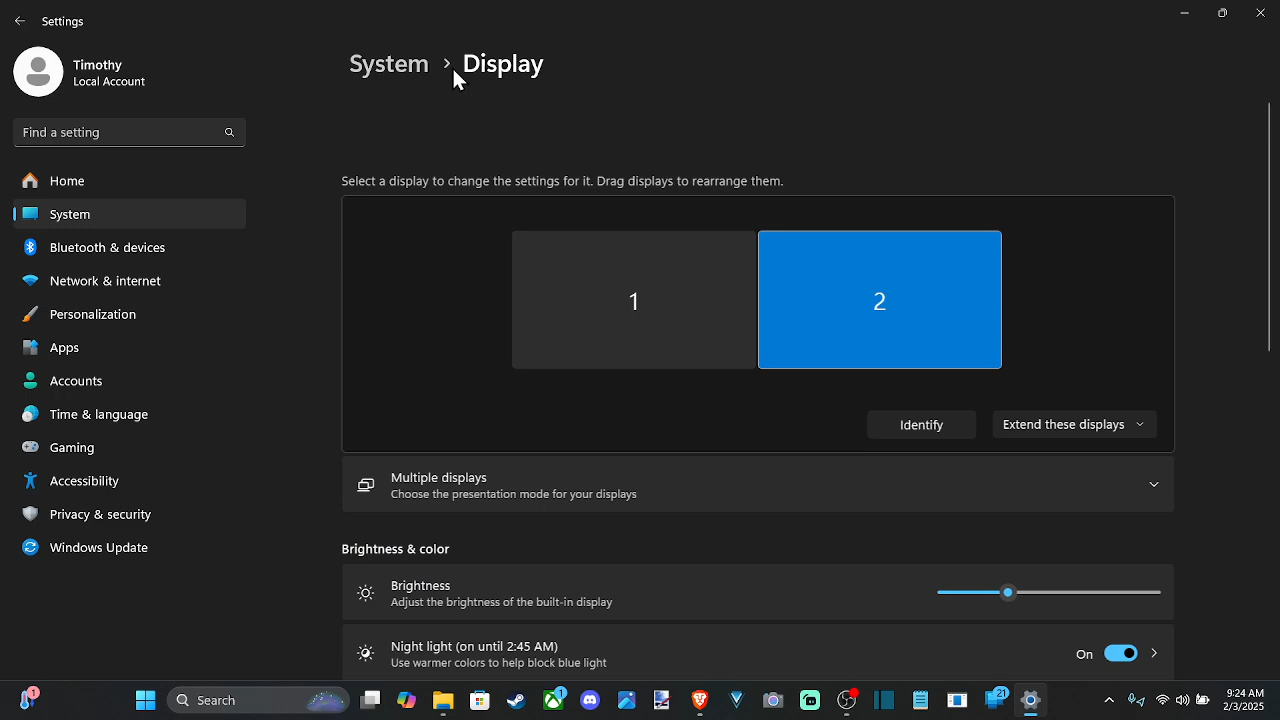 Settings
Timothy
Local Account
Find a setting
Home
System
Bluetooth & devices
Network & internet
Personalization
Apps
Accounts
Time & language
Gaming
Accessibility
Privacy & security
Windows Update
System > Display
Select a display to change the settings for it. Drag displays to rearrange them.
1
2
Identify
Extend these displays
Multiple displays
Choose the presentation mode for your displays
Brightness & color
Brightness
Adjust the brightness of the built-in display
Night light (on until 2:45 AM)
Use warmer colors to help block blue light
On
1
Search
1
21
9:24 AM
2/3/2025